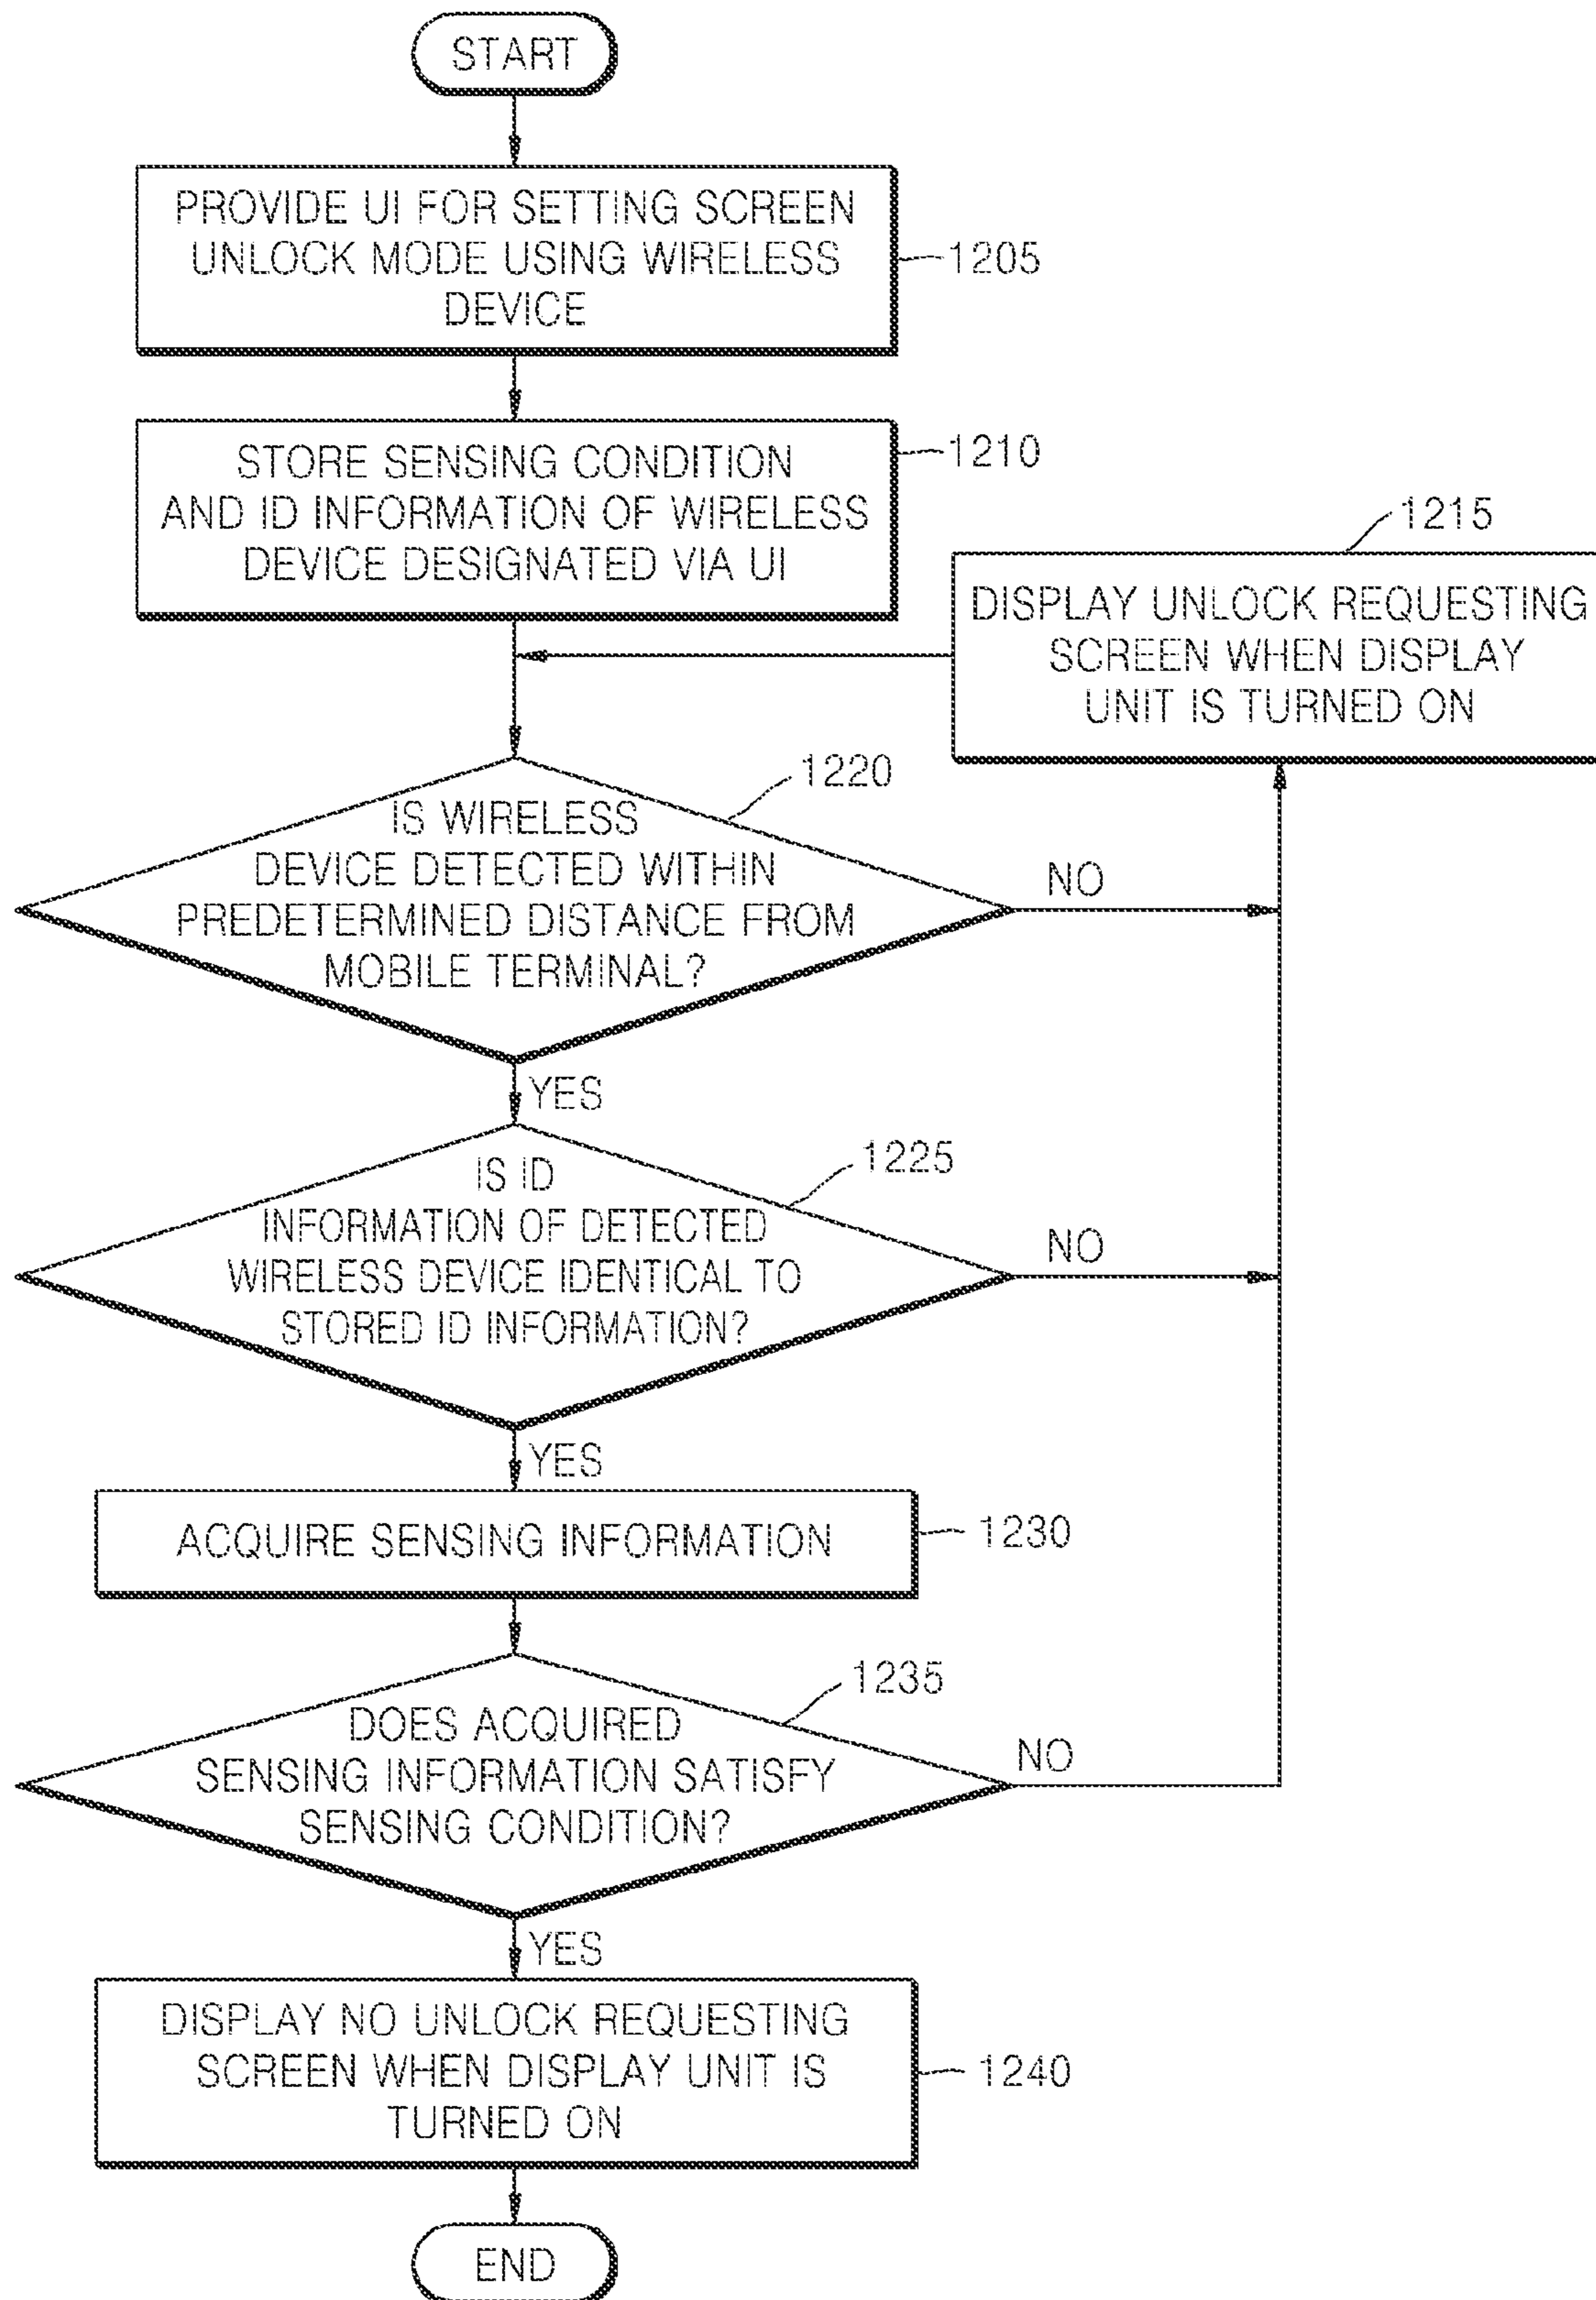 START
PROVIDE UI FOR SETTING SCREEN
UNLOCK MODE USING WIRELESS
DEVICE
1205
STORE SENSING CONDITION
AND ID INFORMATION OF WIRELESS
DEVICE DESIGNATED VIA UI
1210
1215
DISPLAY UNLOCK REQUESTING
SCREEN WHEN DISPLAY
UNIT IS TURNED ON
1220
IS WIRELESS
DEVICE DETECTED WITHIN
PREDETERMINED DISTANCE FROM
MOBILE TERMINAL?
NO
YES
1225
IS ID
INFORMATION OF DETECTED
WIRELESS DEVICE IDENTICAL TO
STORED ID INFORMATION?
NO
YES
ACQUIRE SENSING INFORMATION
1230
1235
DOES ACQUIRED
SENSING INFORMATION SATISFY
SENSING CONDITION?
NO
YES
DISPLAY NO UNLOCK REQUESTING
SCREEN WHEN DISPLAY UNIT IS
TURNED ON
1240
END